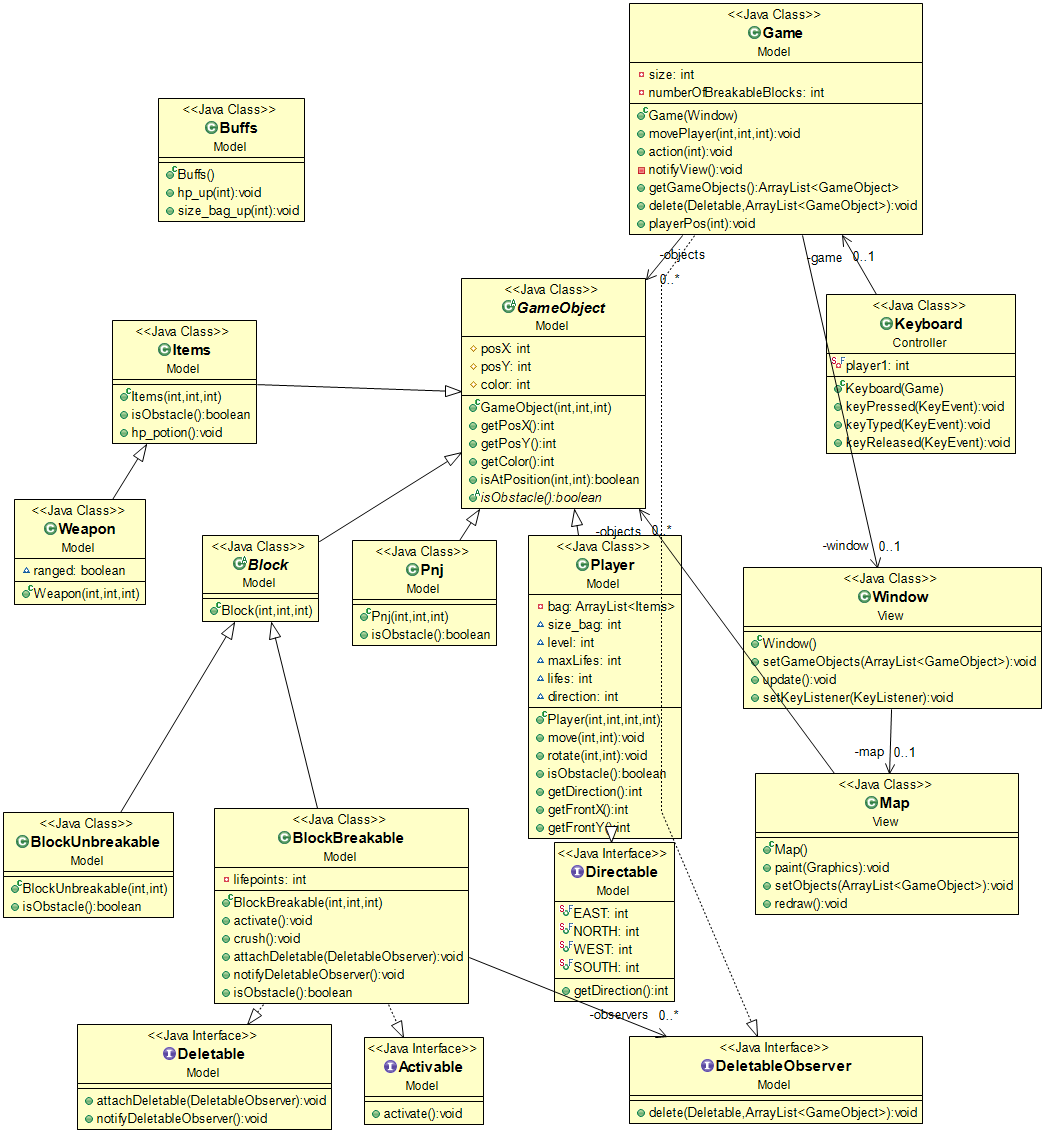 <<Java Class>>
Game
Model
size: int
numberOfBreakableBlocks: int
Game(Window)
movePlayer(int,int,int):void
action(int):void
notifyView():void
getGameObjects():ArrayList<GameObject>
delete(Deletable,ArrayList<GameObject>):void
playerPos(int):void
<<Java Class>>
Buffs
Model
Buffs()
hp_up(int):void
size_bag_up(int):void
-objects
0..*
-game 0..1
<<Java Class>>
GameObject
Model
posX: int
posY: int
color: int
GameObject(int,int,int)
getPosX():int
getPosY():int
getColor():int
isAtPosition(int,int):boolean
isObstacle():boolean
<<Java Class>>
Keyboard
Controller
player1: int
Keyboard(Game)
keyPressed(KeyEvent):void
keyTyped(KeyEvent):void
keyReleased(KeyEvent):void
<<Java Class>>
Items
Model
Items(int,int,int)
isObstacle():boolean
hp_potion():void
<<Java Class>>
Weapon
Model
ranged: boolean
Weapon(int,int,int)
<<Java Class>>
Block
Model
Block(int,int,int)
<<Java Class>>
Pnj
Model
Pnj(int,int,int)
isObstacle():boolean
-objects 0..*
<<Java Class>>
Player
Model
bag: ArrayList<Items>
size_bag: int
level: int
maxLifes: int
lifes: int
direction: int
Player(int,int,int,int)
move(int,int):void
rotate(int,int):void
isObstacle():boolean
getDirection():int
getFrontX():int
getFrontY():int
-window 0..1
<<Java Class>>
Window
View
Window()
setGameObjects(ArrayList<GameObject>):void
update():void
setKeyListener(KeyListener):void
-map 0..1
<<Java Class>>
Map
View
Map()
paint(Graphics):void
setObjects(ArrayList<GameObject>):void
redraw():void
<<Java Class>>
BlockUnbreakable
Model
BlockUnbreakable(int,int)
isObstacle():boolean
<<Java Class>>
BlockBreakable
Model
lifepoints: int
BlockBreakable(int,int,int)
activate():void
crush():void
attachDeletable(DeletableObserver):void
notifyDeletableObserver():void
isObstacle():boolean
<<Java Interface>>
Directable
Model
EAST: int
NORTH: int
WEST: int
SOUTH: int
getDirection():int
-observers 0..*
<<Java Interface>>
Deletable
Model
attachDeletable(DeletableObserver):void
notifyDeletableObserver():void
<<Java Interface>>
Activable
Model
activate():void
<<Java Interface>>
DeletableObserver
Model
delete(Deletable,ArrayList<GameObject>):void